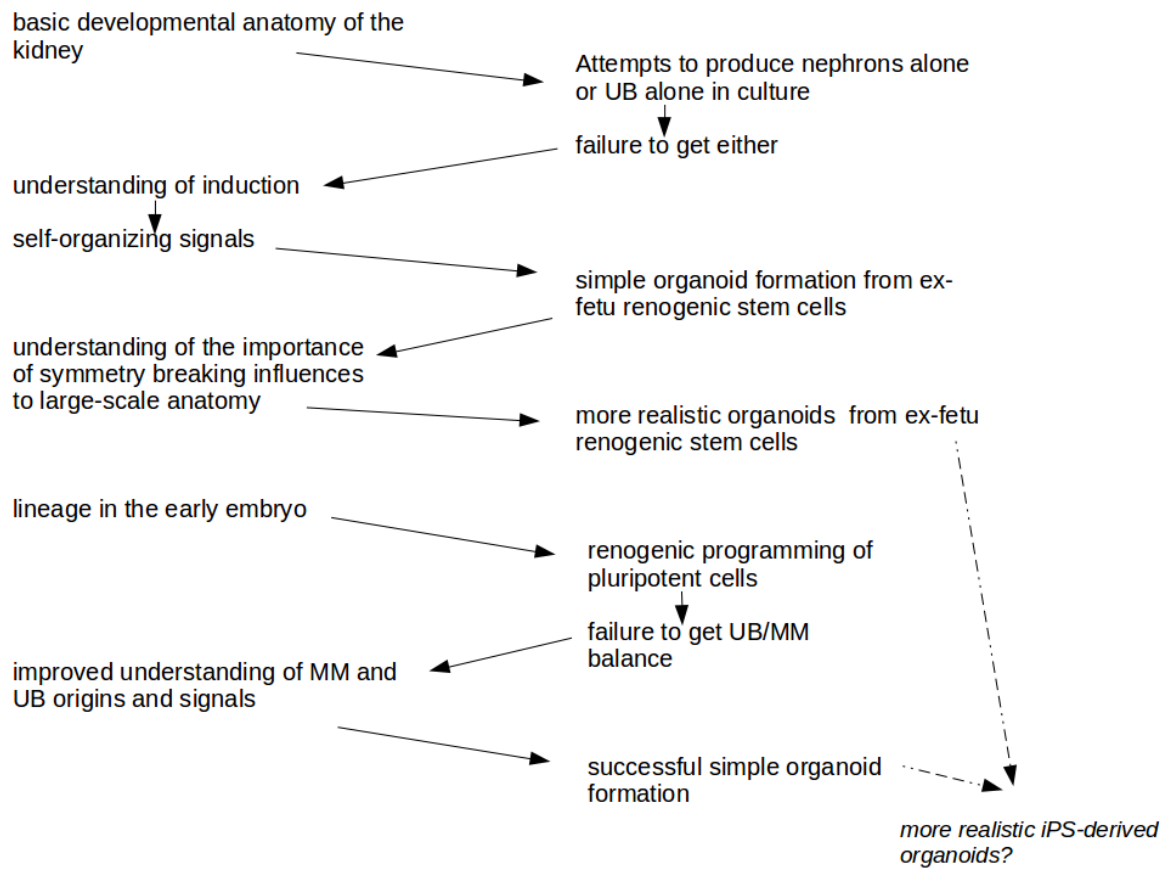 basic developmental anatomy of the
kidney
Attempts to produce nephrons alone
or UB alone in culture
failure to get either
understanding of induction
self-organizing signals
simple organoid formation from ex-
fetu renogenic stem cells
understanding of the importance
of symmetry breaking influences
to large-scale anatomy
more realistic organoids from ex-fetu
renogenic stem cells
lineage in the early embryo
renogenic programming of
pluripotent cells
failure to get UB/MM
balance
improved understanding of MM and
UB origins and signals
successful simple organoid
formation
more realistic iPS-derived
organoids?